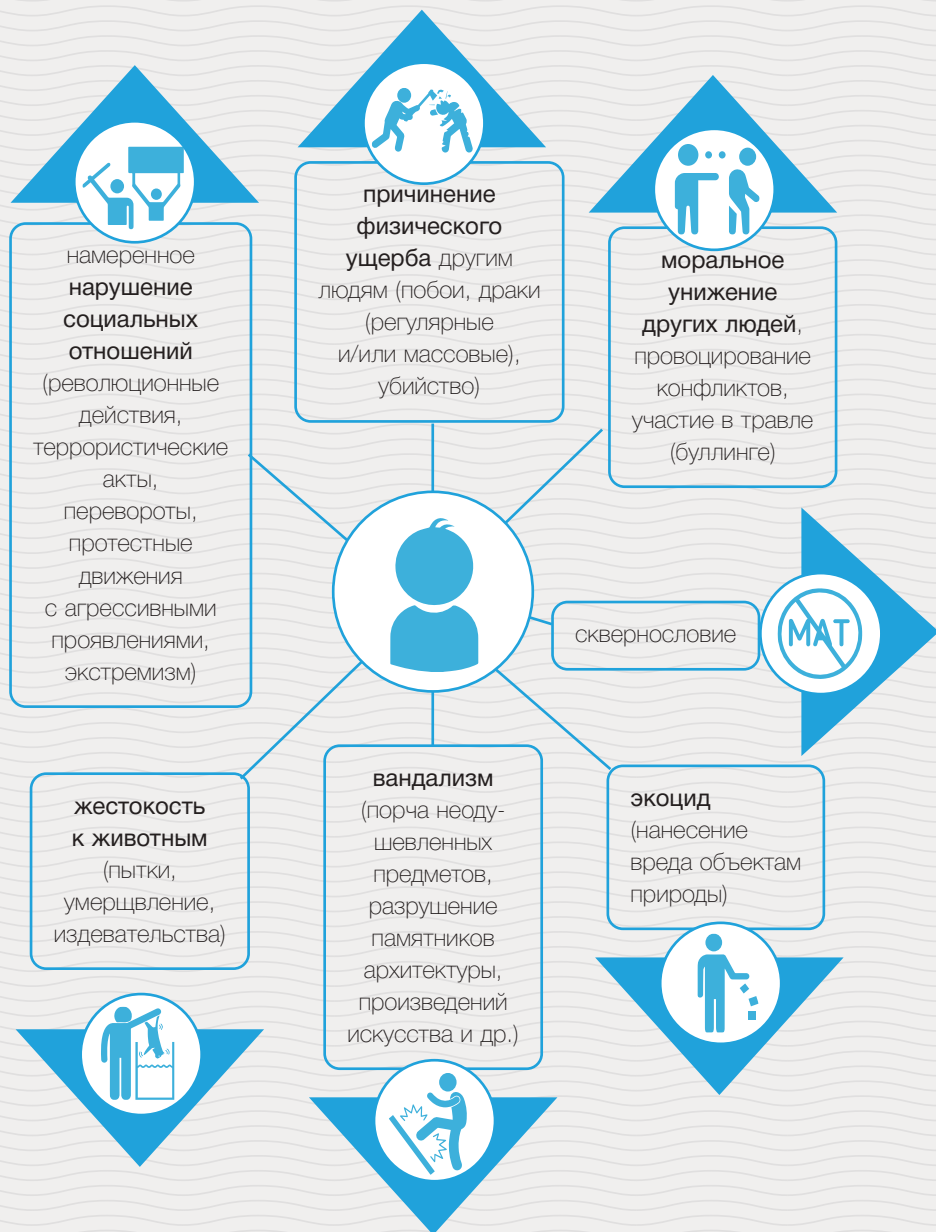 намеренное
нарушение
социальных
отношений
(революционные
действия,
террористические
акты,
перевороты,
протестные
движения
с агрессивными
проявлениями,
экстремизм)
причинение
физического
ущерба другим
людям (побои, драки
(регулярные
и/или массовые),
убийство)
моральное
унижение
других людей,
провоцирование
конфликтов,
участие в травле
(буллинге)
сквернословие
МАТ
жестокость
к животным
(пытки,
умерщвление,
издевательства)
вандализм
(порча неоду-
шевленных
предметов,
разрушение
памятников
архитектуры,
произведений
искусства и др.)
экоцид
(нанесение
вреда объектам
природы)